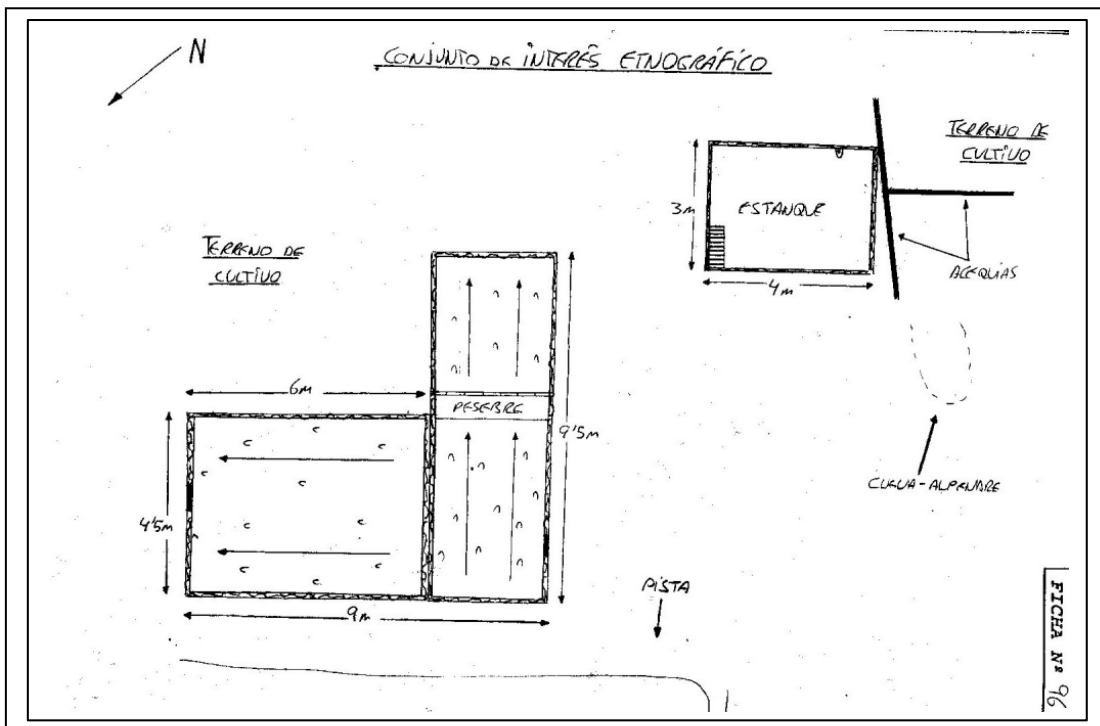 N
CONJUNTO DE INTERÉS ETNOGRÁFICO
TERRENO DE
CULTIVO
3m
ESTANQUE
4m
ACEQUIAS
TERRENO DE
CULTIVO
6m
PESEBRE
9'5m
4'5m
CUEVA-ALPENDRE
9m
PISTA
FICHA Nº 96